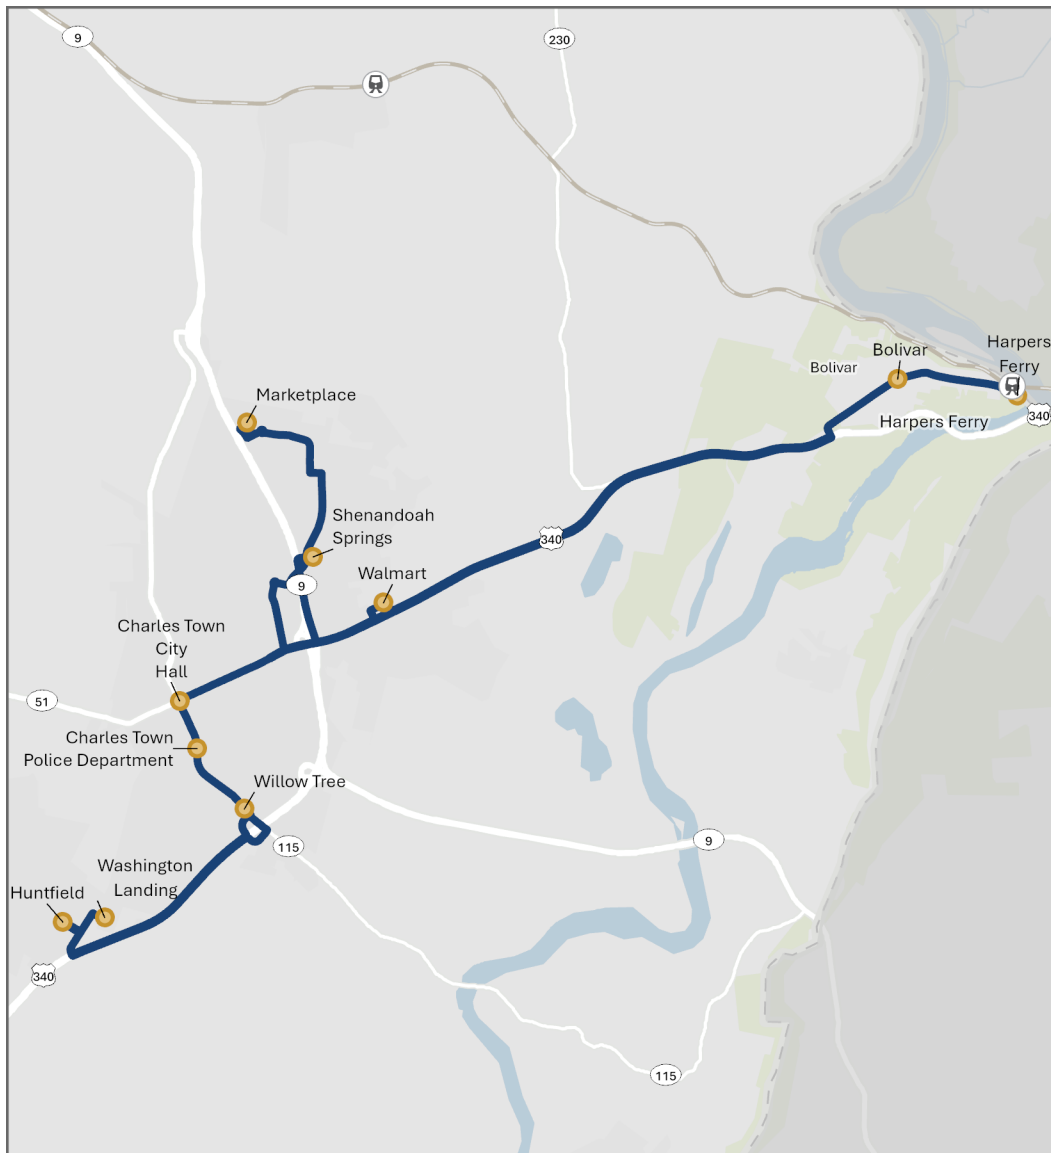 9
230
Harpers
Ferry
Bolivar
Bolivar
Marketplace
340
Harpers Ferry
Shenandoah
Springs
340
Walmart
9
Charles Town
City
Hall
51
Charles Town
Police Department
Willow Tree
9
115
Washington
Landing
Huntfield
340
115